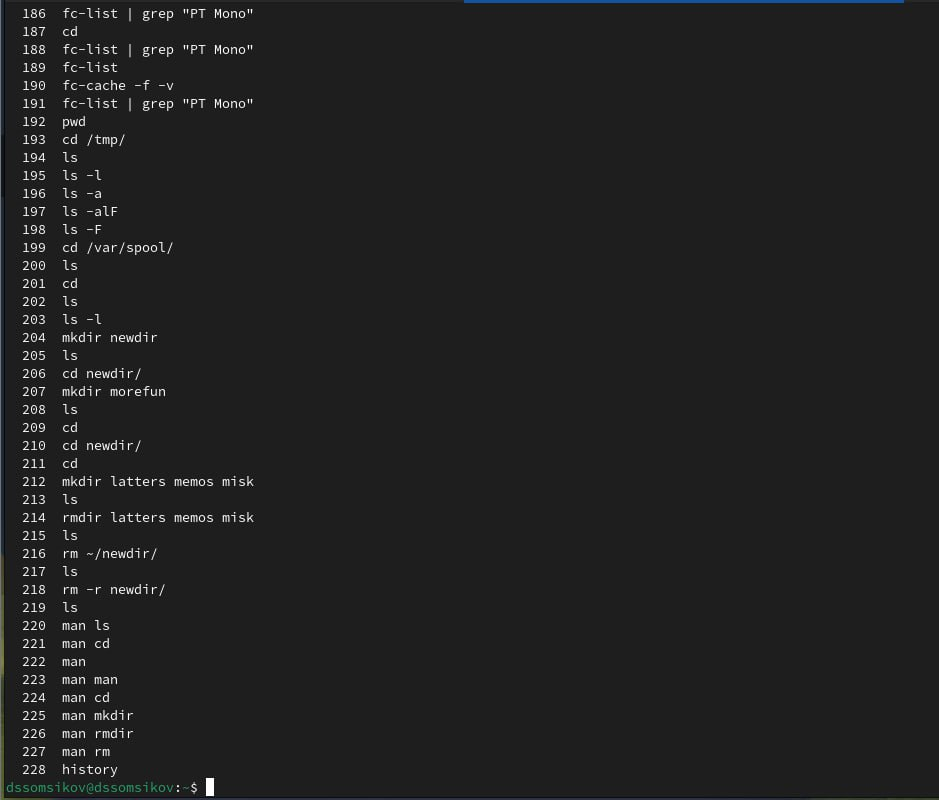 186  fc-list | grep "PT Mono"
187  cd
188  fc-list | grep "PT Mono"
189  fc-list
190  fc-cache -f -v
191  fc-list | grep "PT Mono"
192  pwd
193  cd /tmp/
194  ls
195  ls -l
196  ls -a
197  ls -alF
198  ls -F
199  cd /var/spool/
200  ls
201  cd
202  ls
203  ls -l
204  mkdir newdir
205  ls
206  cd newdir/
207  mkdir morefun
208  ls
209  cd
210  cd newdir/
211  cd
212  mkdir latters memos misk
213  ls
214  rmdir latters memos misk
215  ls
216  rm ~/newdir/
217  ls
218  rm -r newdir/
219  ls
220  man ls
221  man cd
222  man
223  man man
224  man cd
225  man mkdir
226  man rmdir
227  man rm
228  history
dssomsikov@dssomsikov:~$